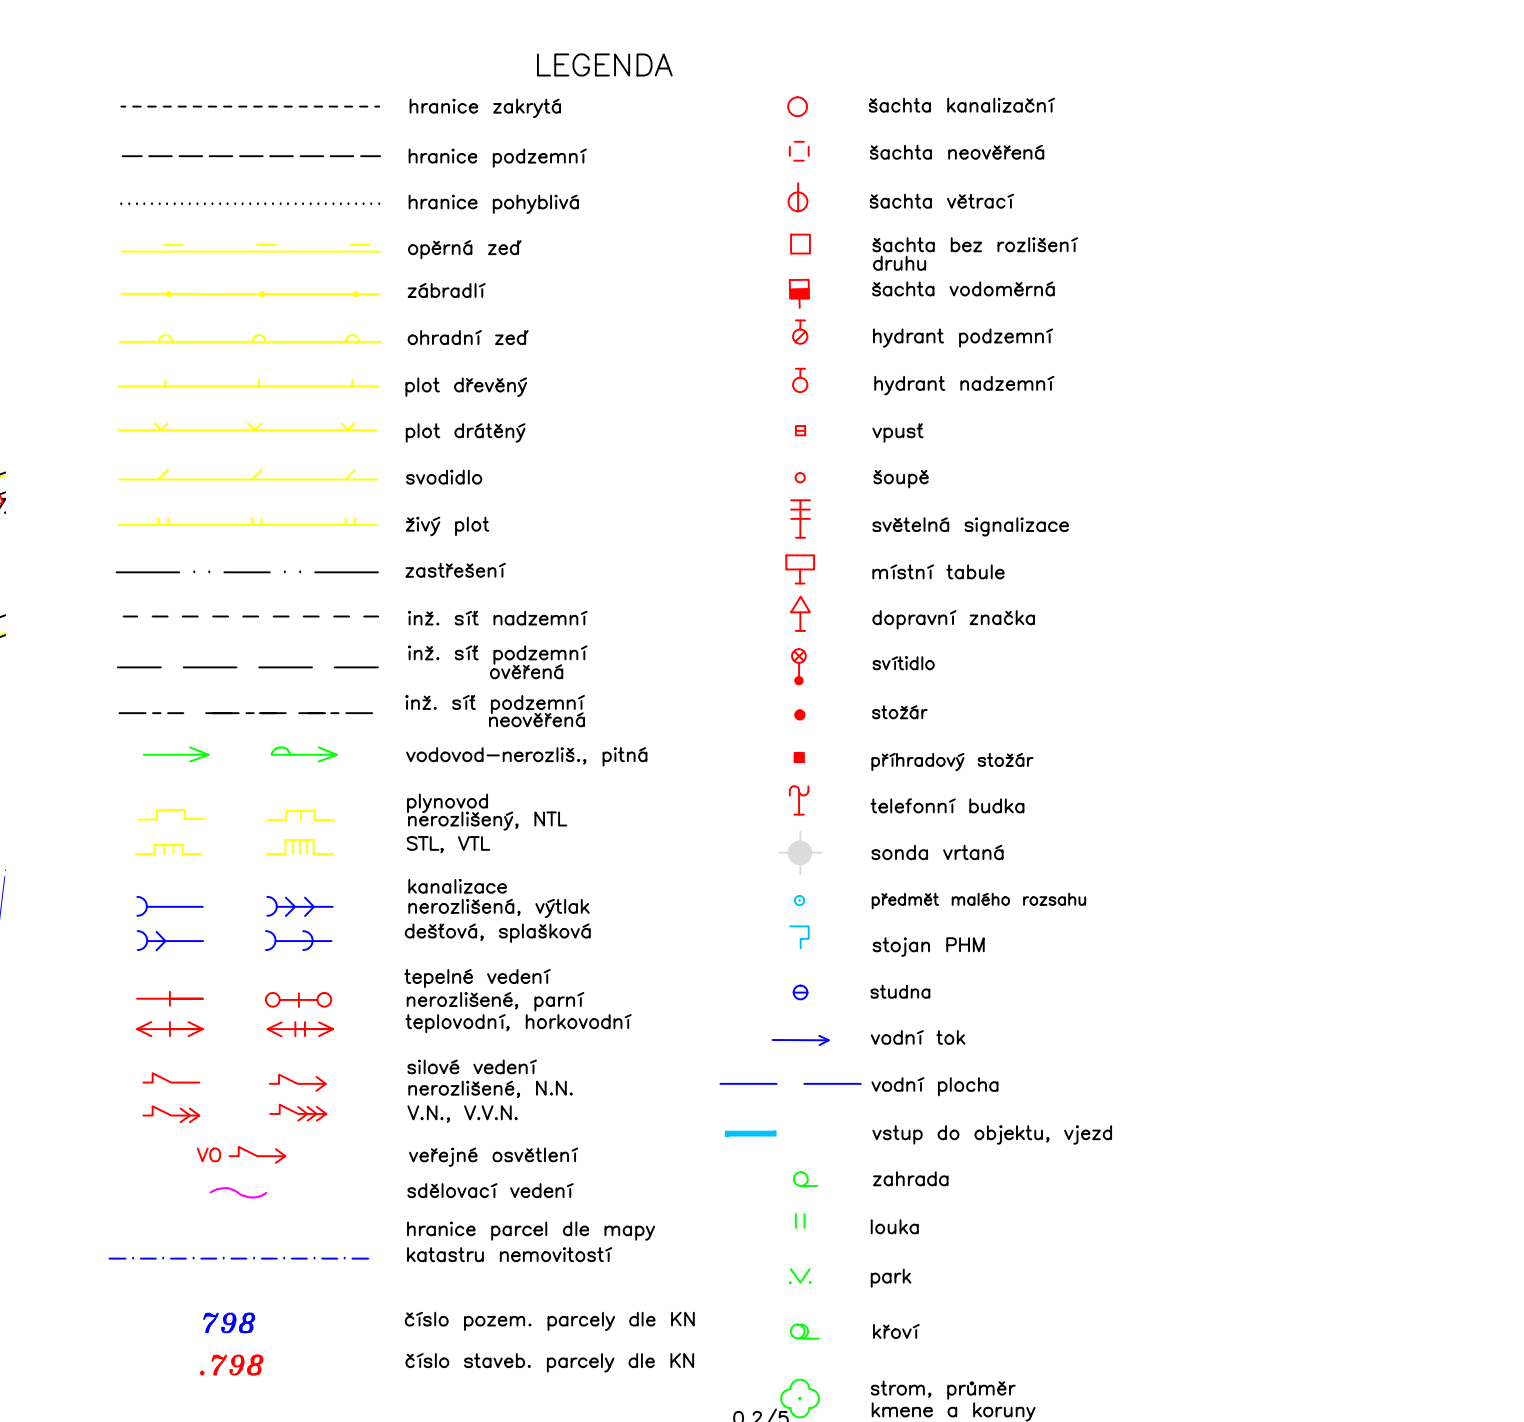 LEGENDA
hranice zakrytá
hranice podzemní
hranice pohyblivá
opěrná zeď
zábradlí
ohradní zeď
plot dřevěný
plot drátěný
svodidlo
živý plot
zastřešení
inž. síť nadzemní
inž. síť podzemní
ověřená
inž. síť podzemní
neověřená
vodovod–nerozliš., pitná
plynovod
nerozlišený, NTL
STL, VTL
kanalizace
nerozlišená, výtlak
dešťová, splašková
tepelné vedení
nerozlišené, parní
teplovodní, horkovodní
silové vedení
nerozlišené, N.N.
V.N., V.V.N.
VO veřejné osvětlení
sdělovací vedení
hranice parcel dle mapy
katastru nemovitostí
798 číslo pozem. parcely dle KN
.798 číslo staveb. parcely dle KN
šachta kanalizační
šachta neověřená
šachta větrací
šachta bez rozlišení
druhu
šachta vodoměrná
hydrant podzemní
hydrant nadzemní
vpusť
šoupě
světelná signalizace
místní tabule
dopravní značka
svítidlo
stožár
příhradový stožár
telefonní budka
sonda vrtaná
předmět malého rozsahu
stojan PHM
studna
vodní tok
vodní plocha
vstup do objektu, vjezd
zahrada
louka
park
křoví
strom, průměr
kmene a koruny
0.2/5